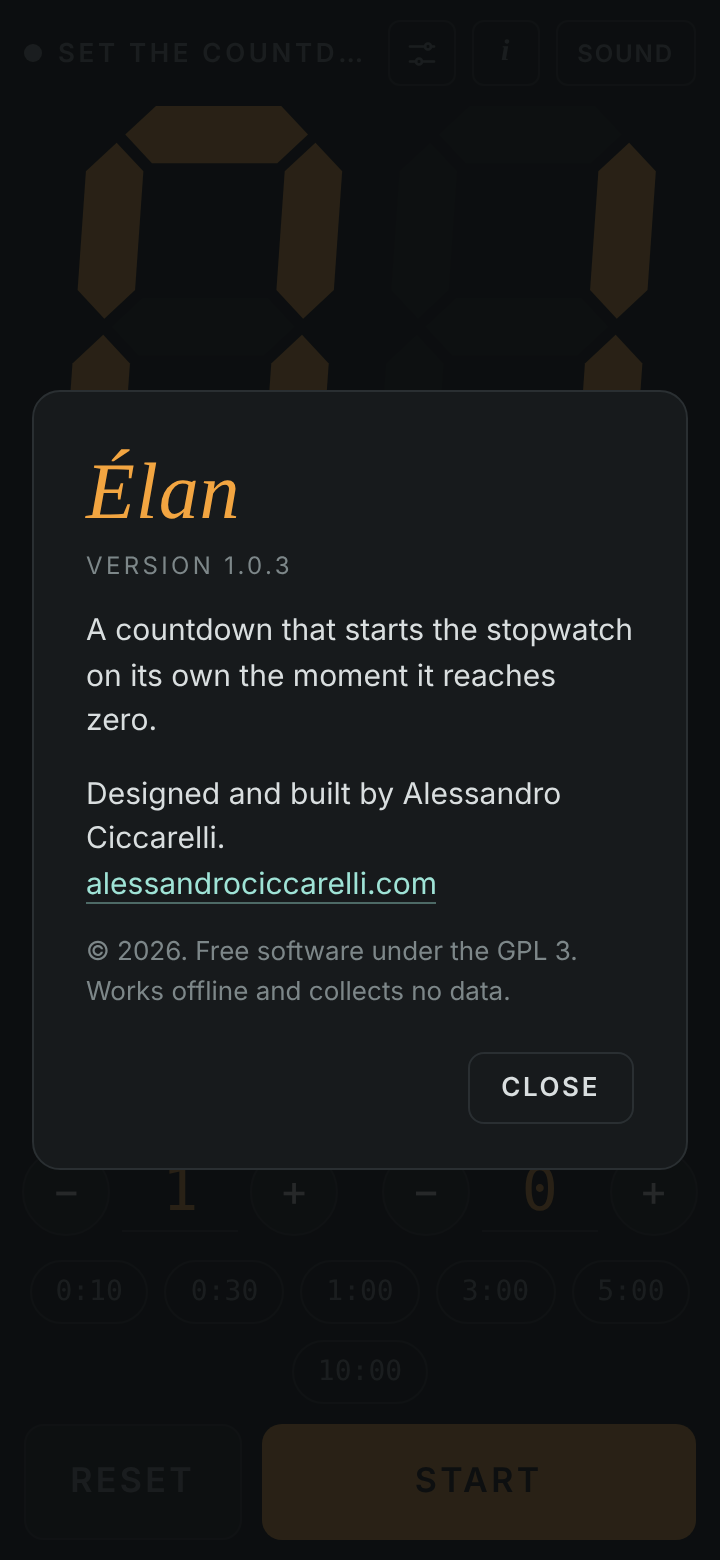 SET THE COUNTD...
i
SOUND
Élan
VERSION 1.0.3
A countdown that starts the stopwatch
on its own the moment it reaches
zero.
Designed and built by Alessandro
Ciccarelli.
alessandrociccarelli.com
© 2026. Free software under the GPL 3.
Works offline and collects no data.
CLOSE
− 1 + − 0 +
0:10 0:30 1:00 3:00 5:00
10:00
RESET START